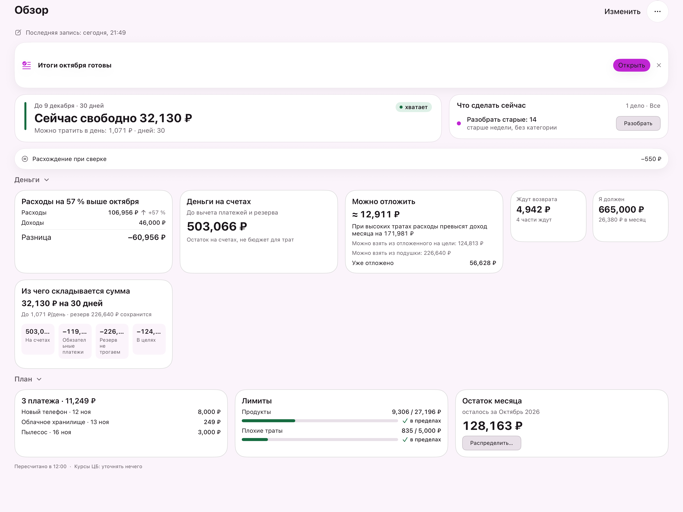 Обзор
Изменить
Последняя запись: сегодня, 21:49
Итоги октября готовы
Открыть
До 9 декабря · 30 дней
хватает
Сейчас свободно 32,130 ₽
Можно тратить в день: 1,071 ₽ · дней: 30
Что сделать сейчас
1 дело · Все
Разобрать старые: 14
старше недели, без категории
Разобрать
Расхождение при сверке
−550 ₽
Деньги
Расходы на 57 % выше октября
Расходы 106,956 ₽ ↑ +57 %
Доходы 46,000 ₽
Разница −60,956 ₽
Деньги на счетах
До вычета платежей и резерва
503,066 ₽
Остаток на счетах, не бюджет для трат
Можно отложить
≈ 12,911 ₽
При высоких тратах расходы превысят доход
месяца на 171,981 ₽
Можно взять из отложенного на цели: 124,813 ₽
Можно взять из подушки: 226,640 ₽
Уже отложено 56,628 ₽
Ждут возврата
4,942 ₽
4 части ждут
Я должен
665,000 ₽
26,380 ₽ в месяц
Из чего складывается сумма
32,130 ₽ на 30 дней
До 1,071 ₽/день · резерв 226,640 ₽ сохранится
503,0...
На счетах
−119,...
Обязател
ьные
платежи
−226,...
Резерв
не
трогаем
−124,...
В целях
План
3 платежа · 11,249 ₽
Новый телефон · 12 ноя 8,000 ₽
Облачное хранилище · 13 ноя 249 ₽
Пылесос · 16 ноя 3,000 ₽
Лимиты
Продукты 9,306 / 27,196 ₽
✓ в пределах
Плохие траты 835 / 5,000 ₽
✓ в пределах
Остаток месяца
осталось за Октябрь 2026
128,163 ₽
Распределить...
Пересчитано в 12:00 · Курсы ЦБ: уточнять нечего